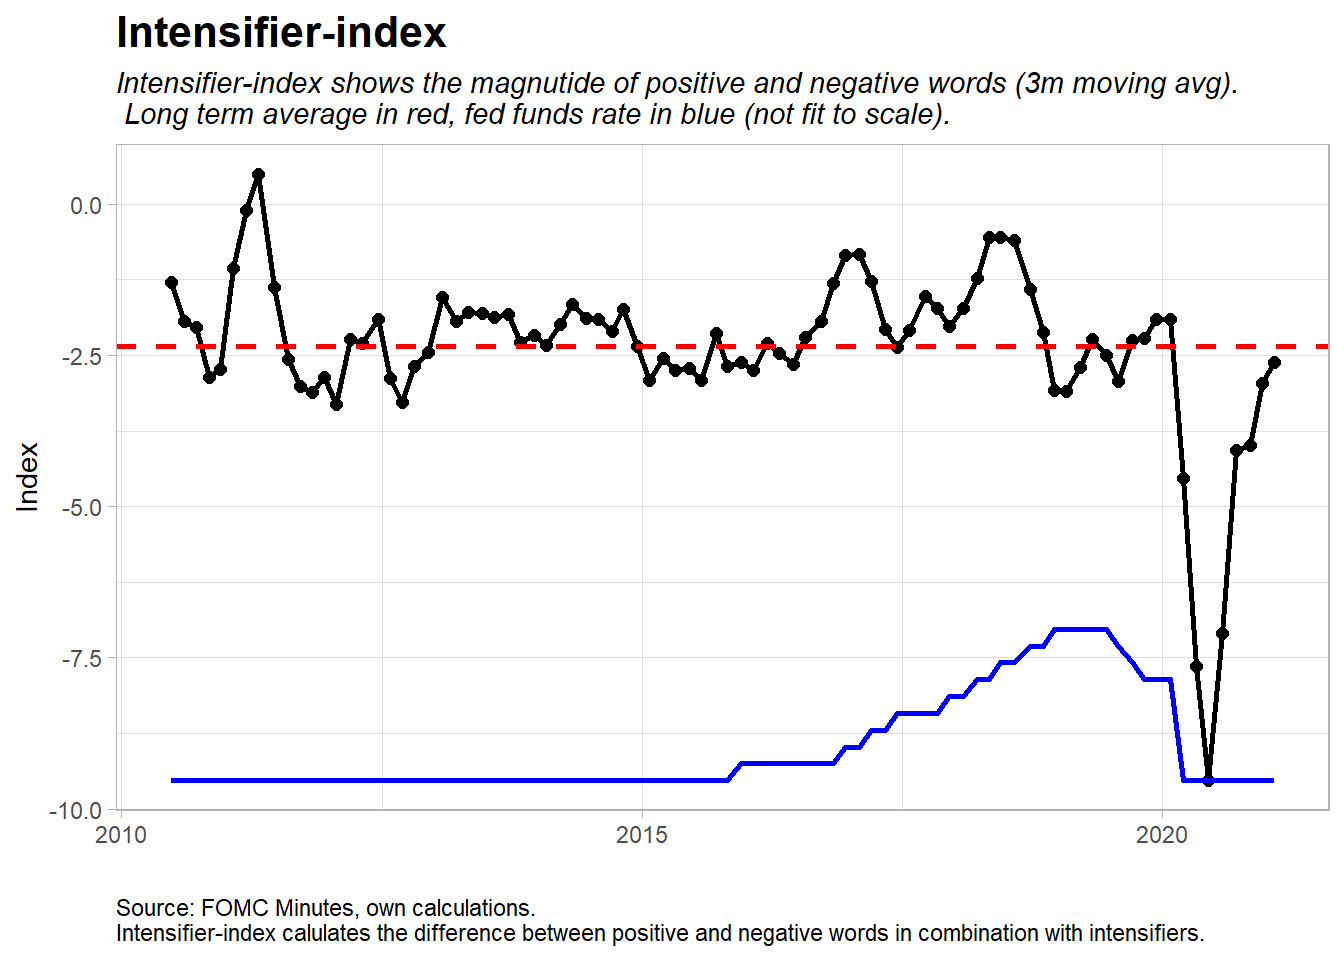 Intensifier-index
Intensifier-index shows the magnutide of positive and negative words (3m moving avg).
Long term average in red, fed funds rate in blue (not fit to scale).
0.0
-2.5
-5.0
-7.5
-10.0
Index
2010
2015
2020
Source: FOMC Minutes, own calculations.
Intensifier-index calulates the difference between positive and negative words in combination with intensifiers.